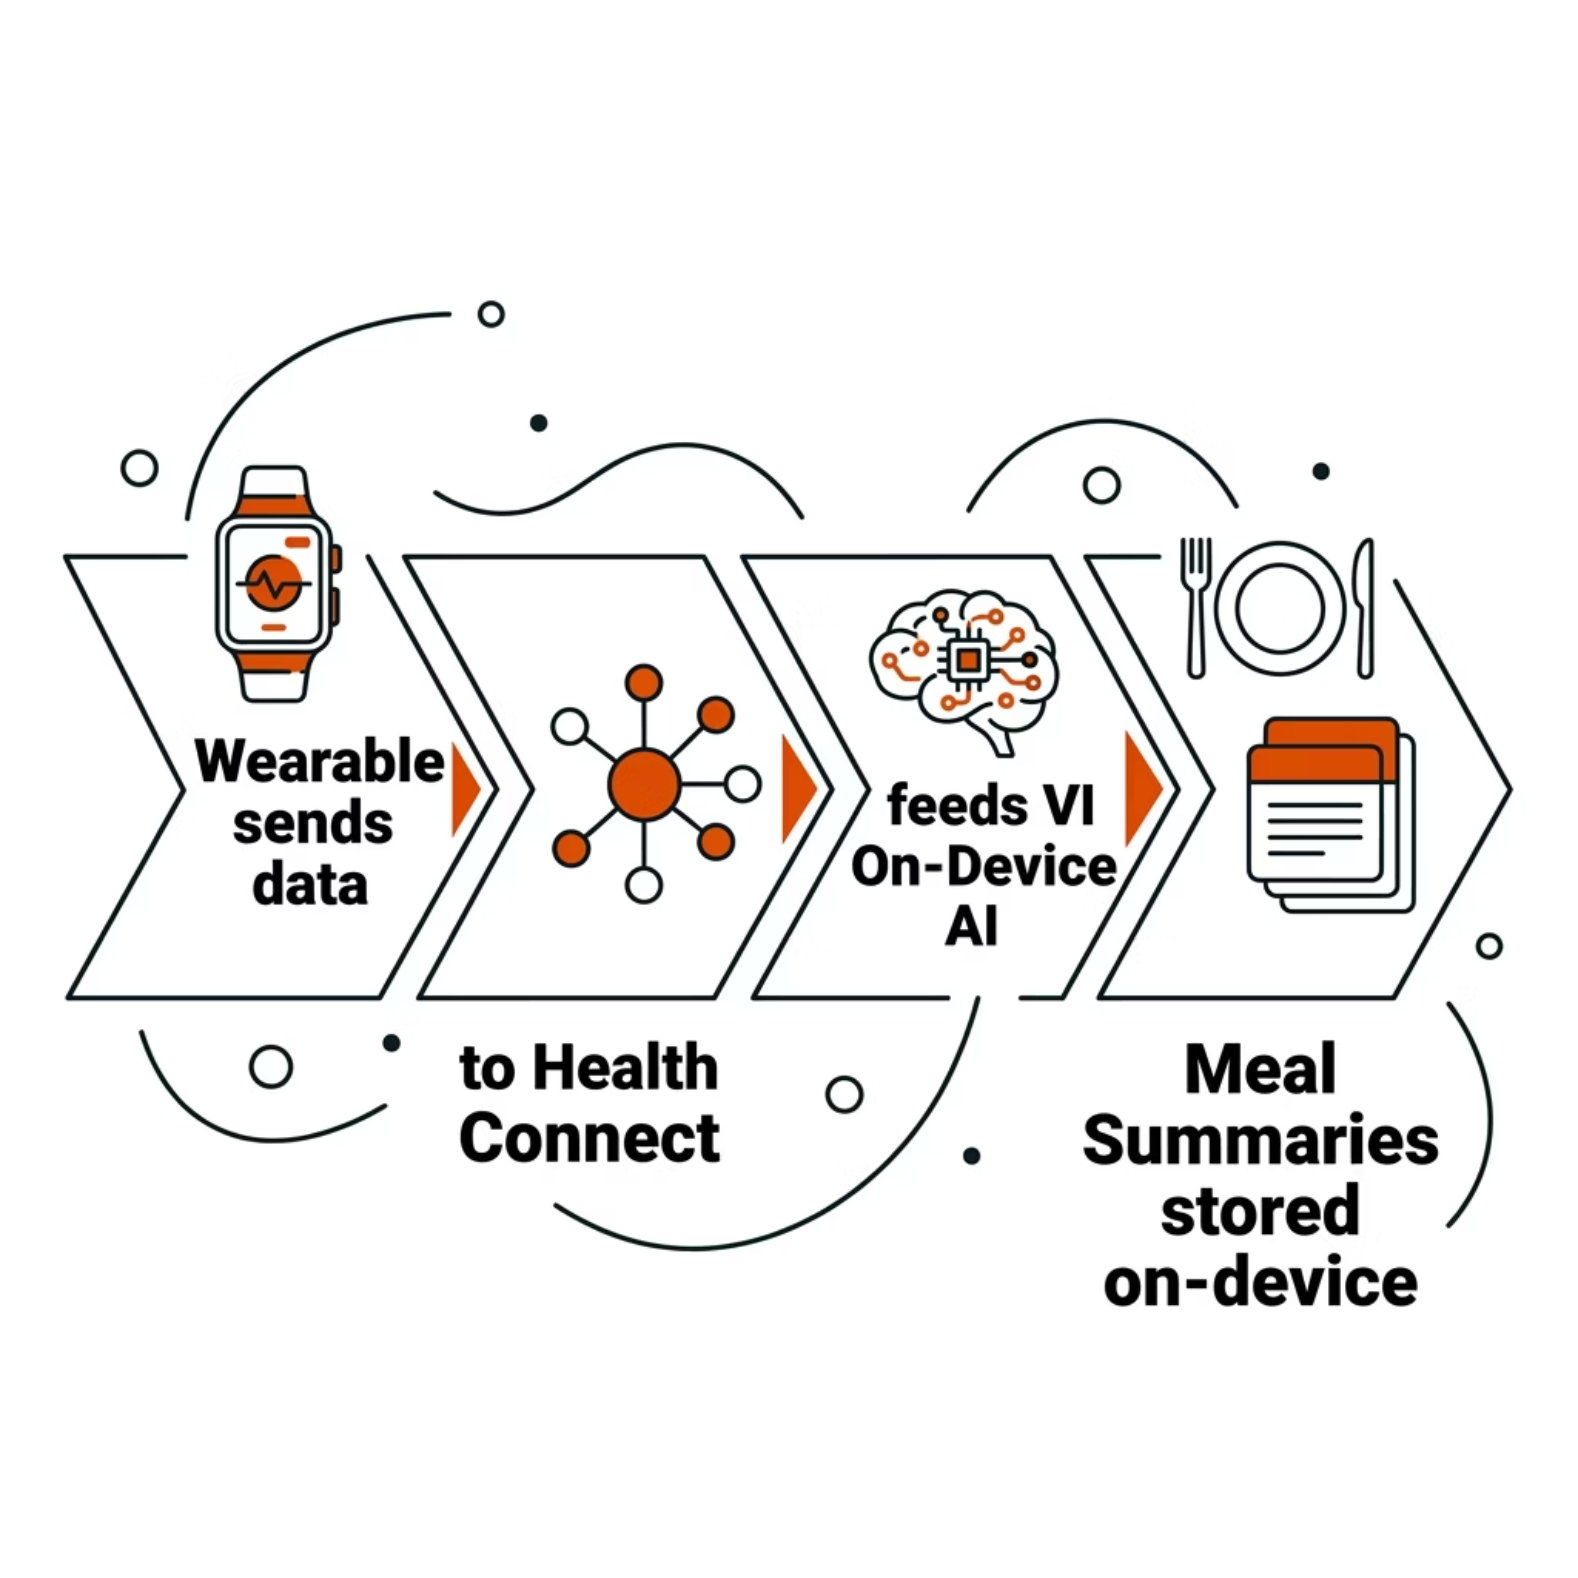 Wearable
sends
data
to Health
Connect
feeds VI
On-Device
AI
Meal
Summaries
stored
on-device